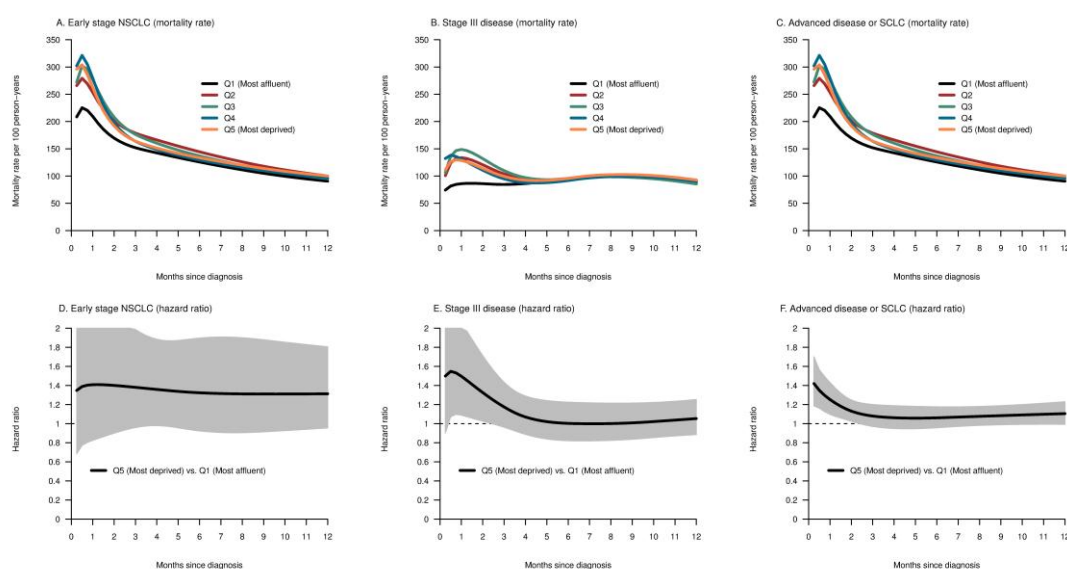 A. Early stage NSCLC (mortality rate)
Mortality rate per 100 person−years
350
300
250
200
150
100
50
0
Q1 (Most affluent)
Q2
Q3
Q4
Q5 (Most deprived)
0 1 2 3 4 5 6 7 8 9 10 11 12
Months since diagnosis
B. Stage III disease (mortality rate)
Mortality rate per 100 person−years
350
300
250
200
150
100
50
0
Q1 (Most affluent)
Q2
Q3
Q4
Q5 (Most deprived)
0 1 2 3 4 5 6 7 8 9 10 11 12
Months since diagnosis
C. Advanced disease or SCLC (mortality rate)
Mortality rate per 100 person−years
350
300
250
200
150
100
50
0
Q1 (Most affluent)
Q2
Q3
Q4
Q5 (Most deprived)
0 1 2 3 4 5 6 7 8 9 10 11 12
Months since diagnosis
D. Early stage NSCLC (hazard ratio)
Hazard ratio
2
1.8
1.6
1.4
1.2
1
0.8
0.6
0.4
0.2
0
Q5 (Most deprived) vs. Q1 (Most affluent)
0 1 2 3 4 5 6 7 8 9 10 11 12
Months since diagnosis
E. Stage III disease (hazard ratio)
Hazard ratio
2
1.8
1.6
1.4
1.2
1
0.8
0.6
0.4
0.2
0
Q5 (Most deprived) vs. Q1 (Most affluent)
0 1 2 3 4 5 6 7 8 9 10 11 12
Months since diagnosis
F. Advanced disease or SCLC (hazard ratio)
Hazard ratio
2
1.8
1.6
1.4
1.2
1
0.8
0.6
0.4
0.2
0
Q5 (Most deprived) vs. Q1 (Most affluent)
0 1 2 3 4 5 6 7 8 9 10 11 12
Months since diagnosis